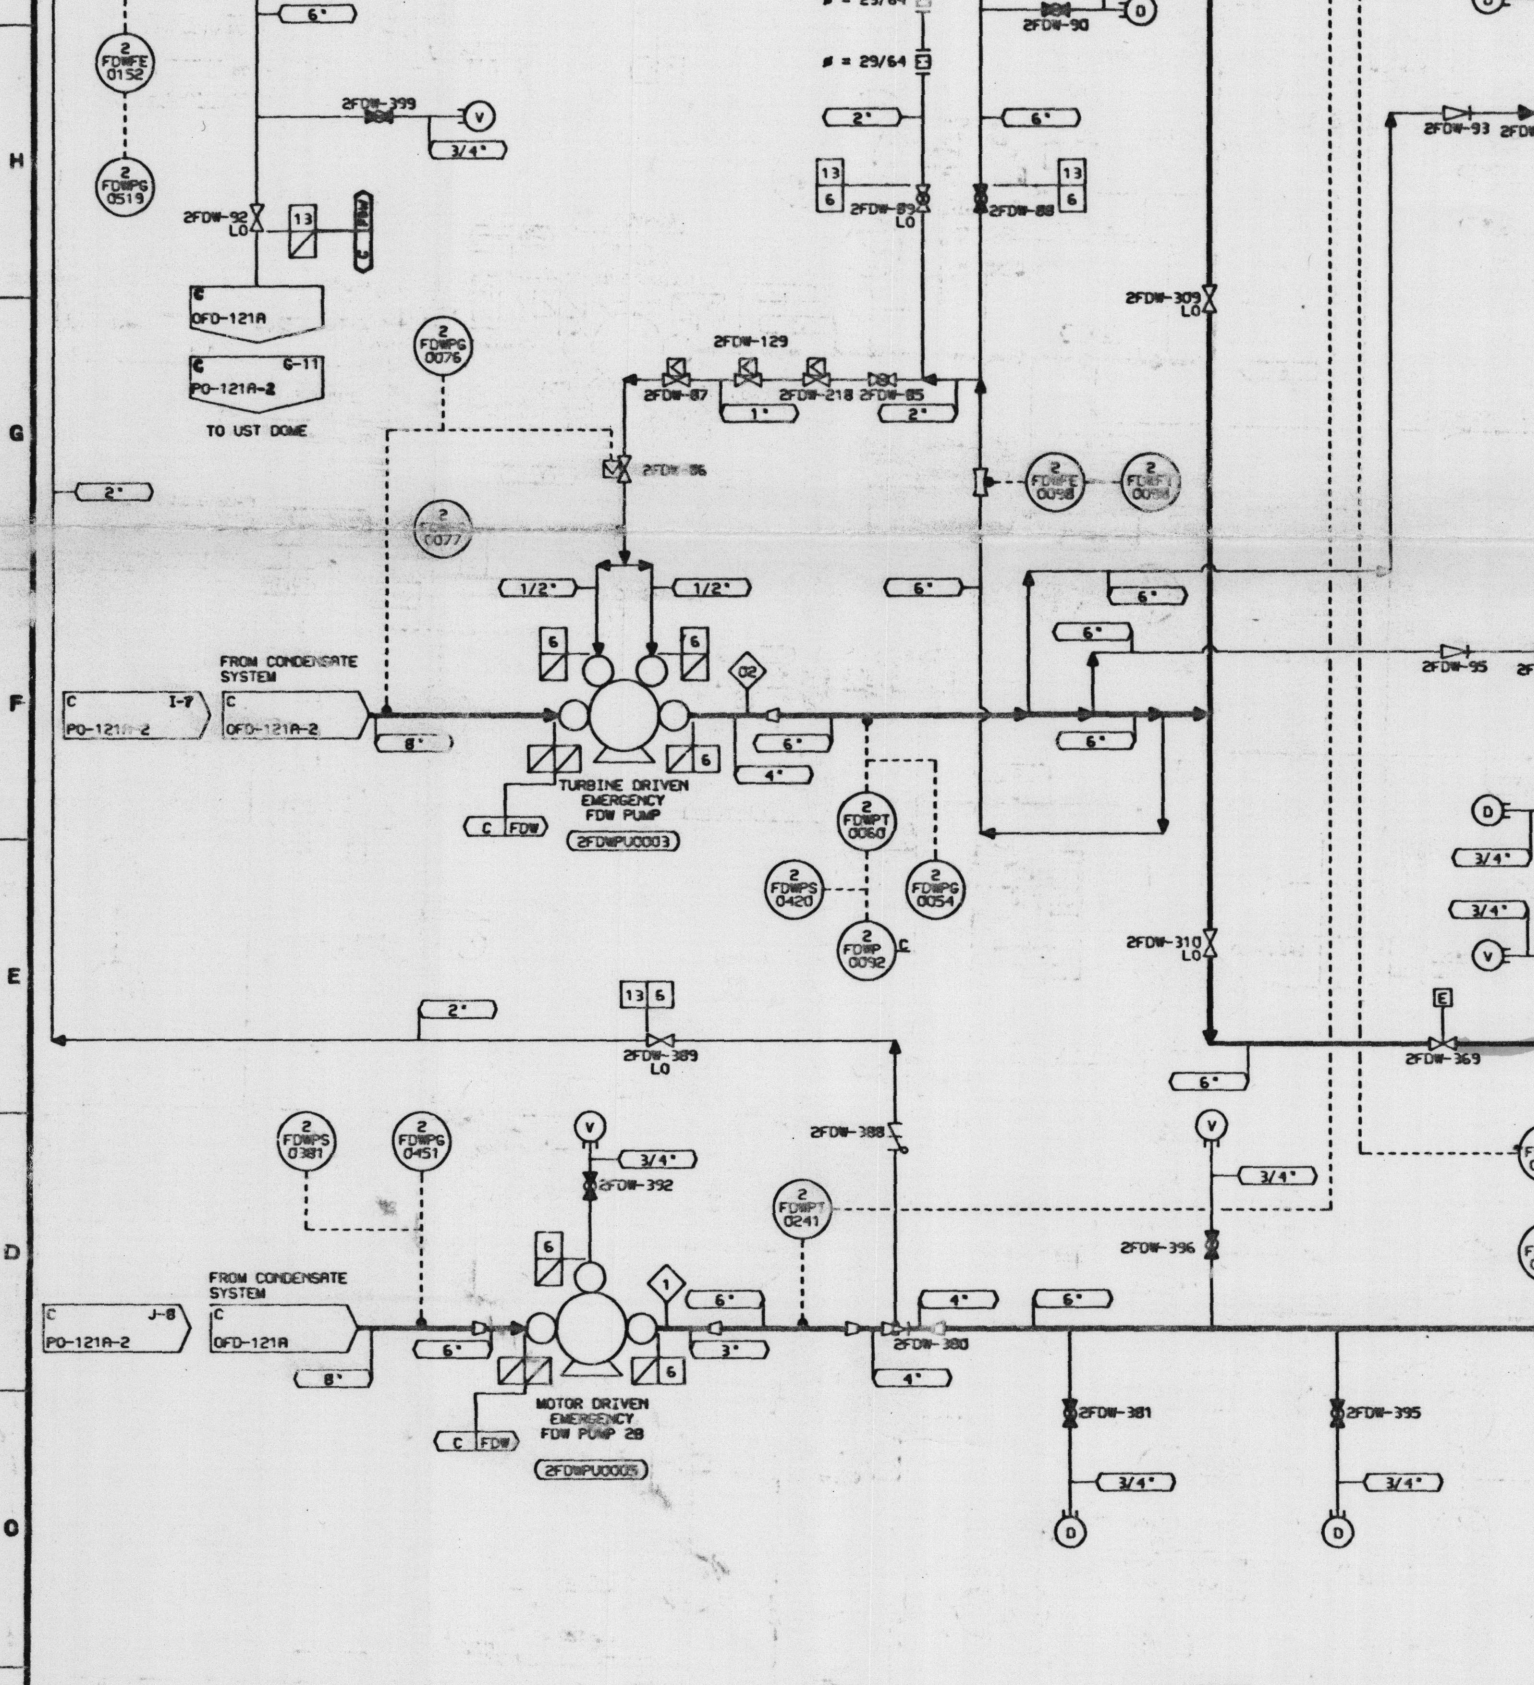 6"
2
FDWFE
0152
2
FDWPG
0519
2FDW-399
V
3/4"
2FDW-92
LO
13
C FDW
C
OFD-121A
C G-11
PO-121A-2
TO UST DOME
2"
H
G
F
E
D
2FDW-90
D
ø = 29/64
2"
6"
13
6
2FDW-89
LO
2FDW-88
13
6
2FDW-309
LO
2FDW-93
2
FDWPG
0076
2FDW-129
2FDW-87
2FDW-218
2FDW-85
1"
2"
2FDW-86
2
0077
2
FDWFE
0098
2
1/2"
1/2"
6"
6"
6"
2FDW-95
6
6
02
FROM CONDENSATE
SYSTEM
C I-7
PO-121A-2
C
OFD-121A-2
8"
6
6"
4"
6"
C FDW
TURBINE DRIVEN
EMERGENCY
FDW PUMP
2FDWPU0003
2
FDWPT
0060
2
FDWPS
0420
2
FDWPG
0054
2
FDWP
0092
C
D
3/4"
3/4"
V
2FDW-310
LO
E
2FDW-369
6"
2"
13 6
2FDW-389
LO
2FDW-388
2
FDWPS
0381
2
FDWPG
0451
V
3/4"
2FDW-392
2
FDWPT
0241
V
3/4"
2FDW-396
6
1
FROM CONDENSATE
SYSTEM
C J-8
PO-121A-2
C
OFD-121A
8"
6"
6
6"
3"
4"
2FDW-380
4"
6"
C FDW
MOTOR DRIVEN
EMERGENCY
FDW PUMP 2B
2FDWPU0005
2FDW-381
3/4"
D
2FDW-395
3/4"
D